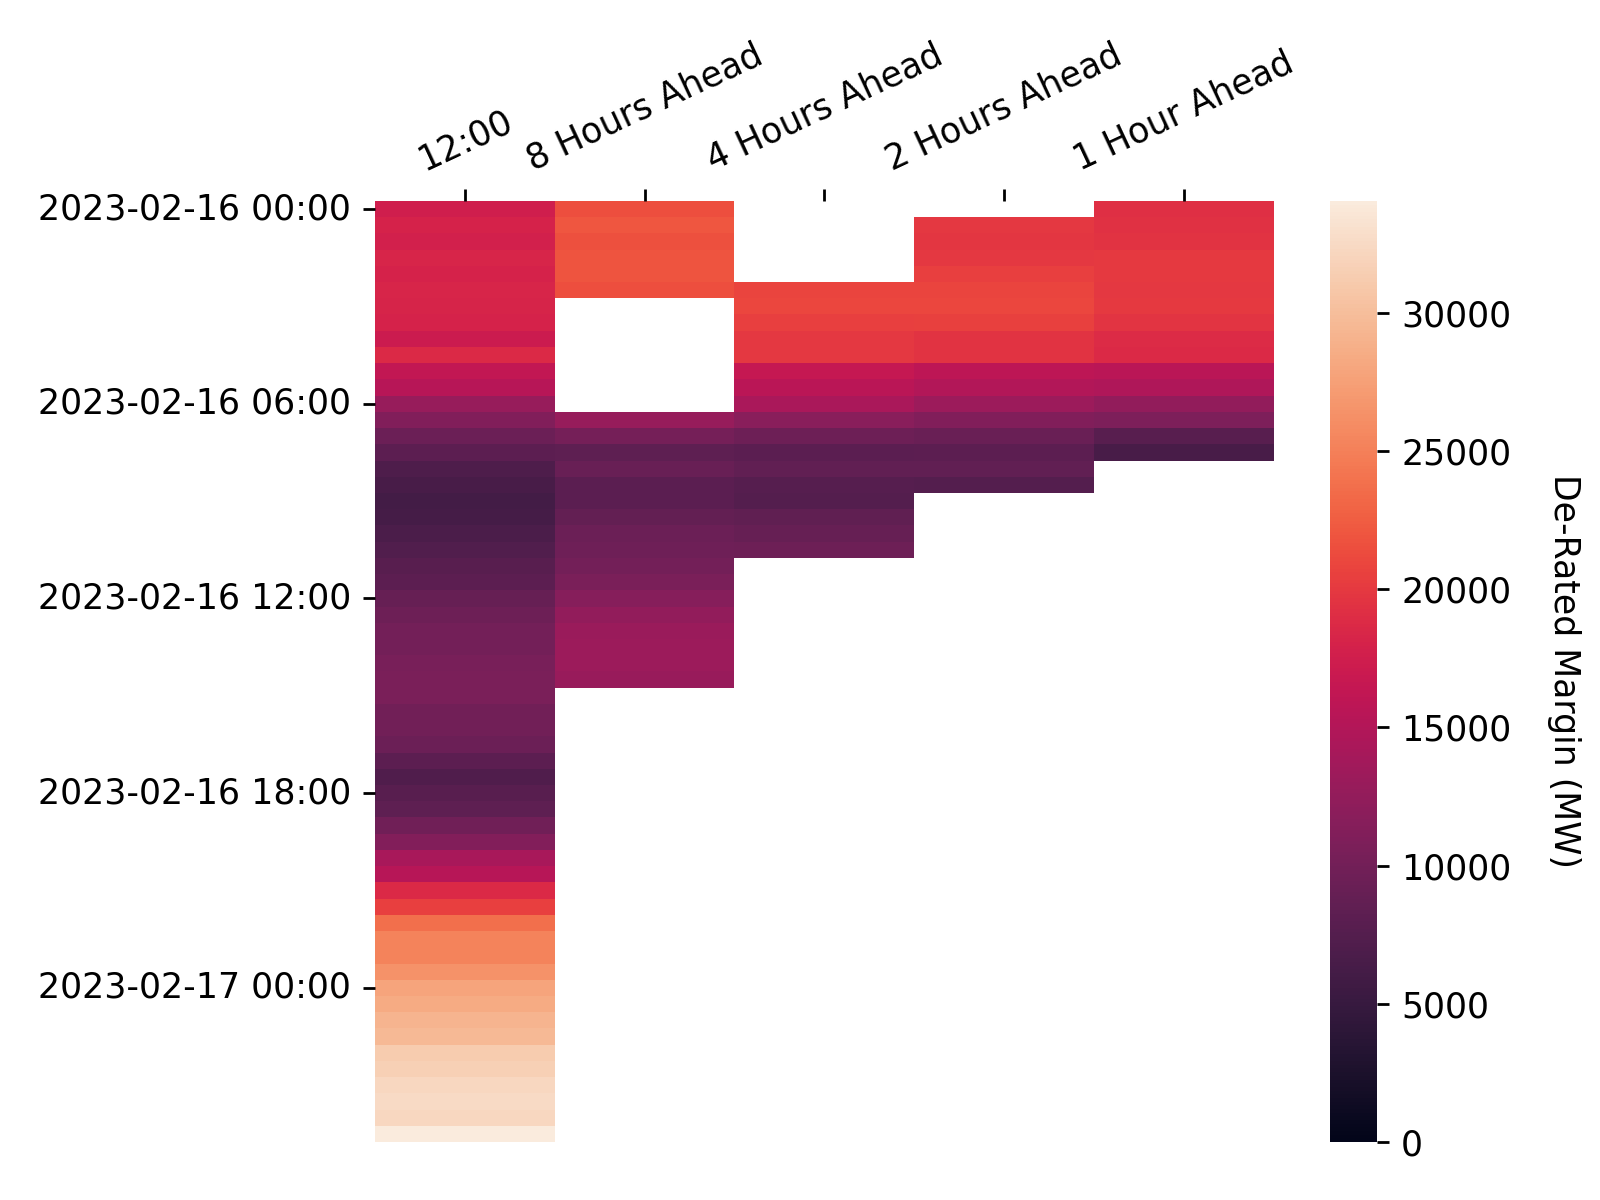 12:00
8 Hours Ahead
4 Hours Ahead
2 Hours Ahead
1 Hour Ahead
2023-02-16 00:00
2023-02-16 06:00
2023-02-16 12:00
2023-02-16 18:00
2023-02-17 00:00
30000
25000
20000
15000
10000
5000
0
De-Rated Margin (MW)